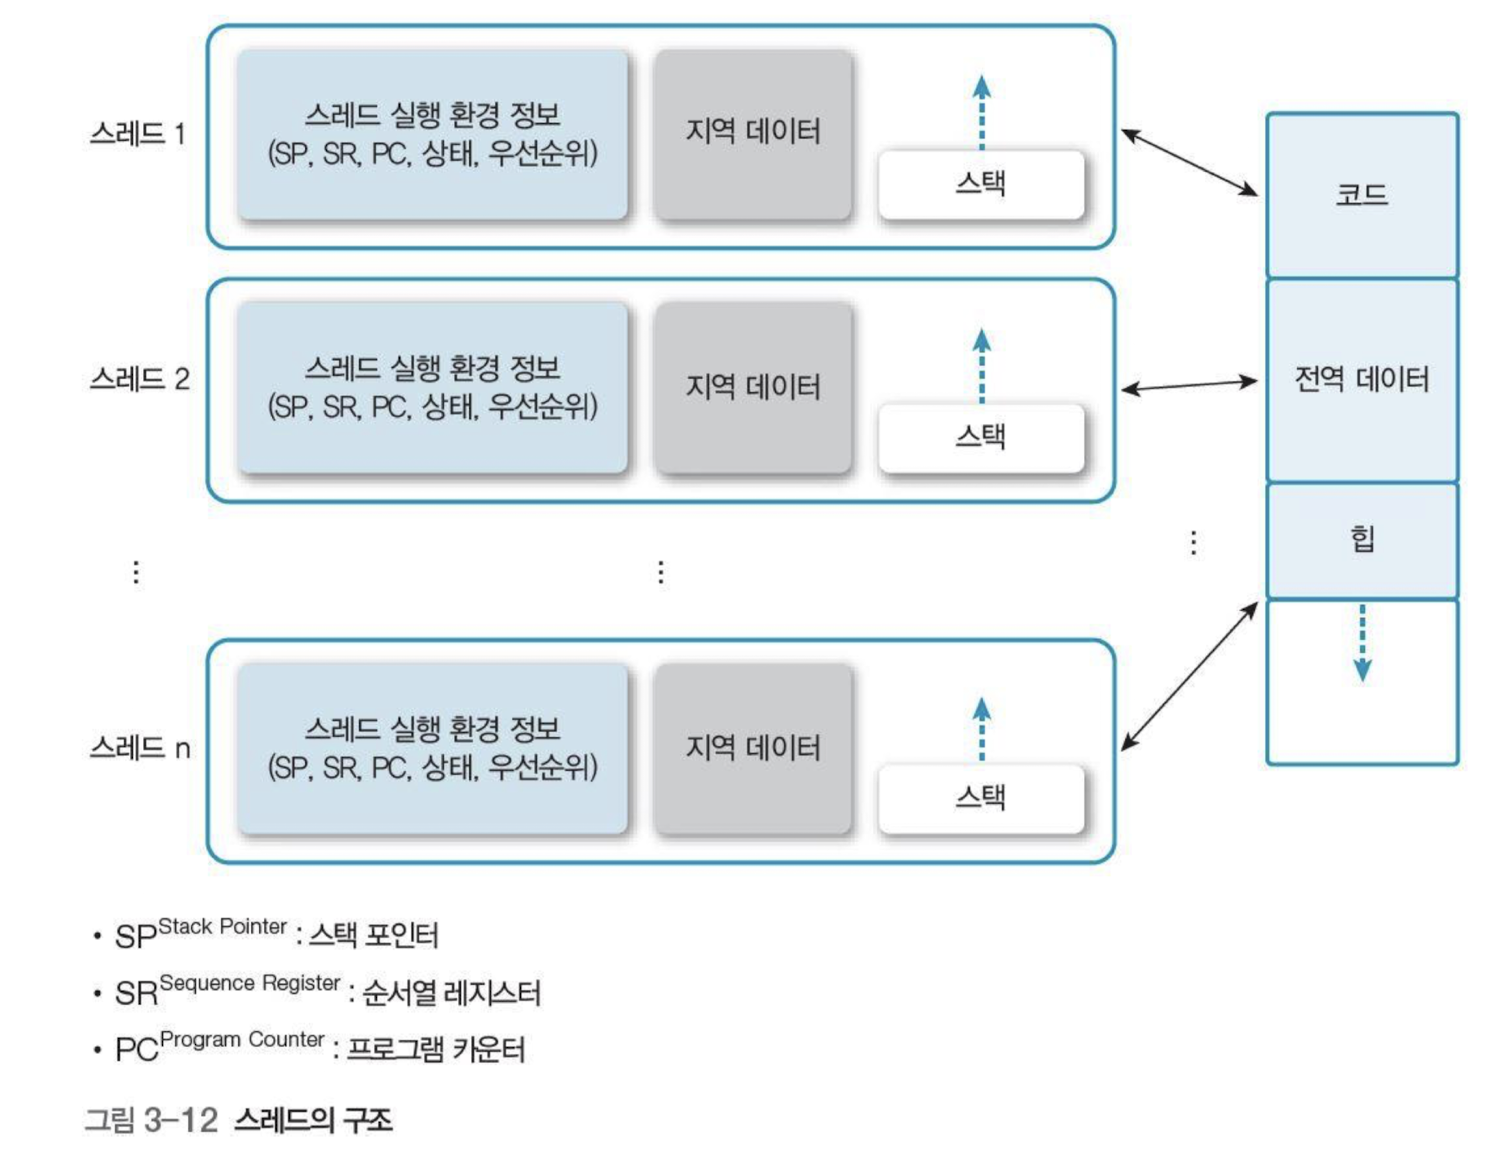 스레드 1
스레드 실행 환경 정보
(SP, SR, PC, 상태, 우선순위)
지역 데이터
스택
스레드 2
스레드 실행 환경 정보
(SP, SR, PC, 상태, 우선순위)
지역 데이터
스택
⋮
⋮
⋮
스레드 n
스레드 실행 환경 정보
(SP, SR, PC, 상태, 우선순위)
지역 데이터
스택
코드
전역 데이터
힙
• SP Stack Pointer : 스택 포인터
• SR Sequence Register : 순서열 레지스터
• PC Program Counter : 프로그램 카운터
그림 3-12 스레드의 구조